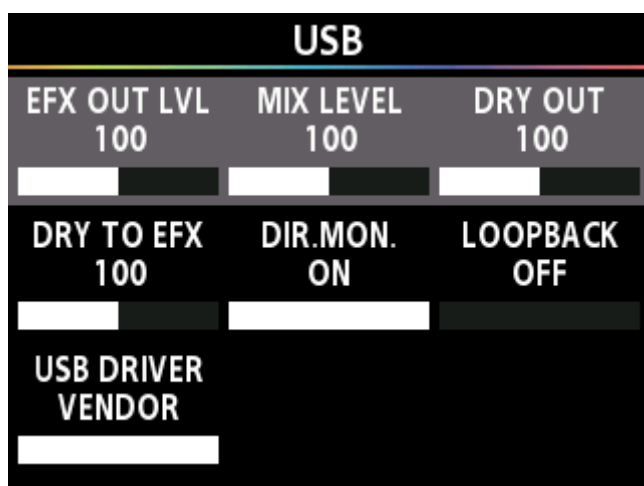 USB
EFX OUT LVL
100
MIX LEVEL
100
DRY OUT
100
DRY TO EFX
100
DIR.MON.
ON
LOOPBACK
OFF
USB DRIVER
VENDOR